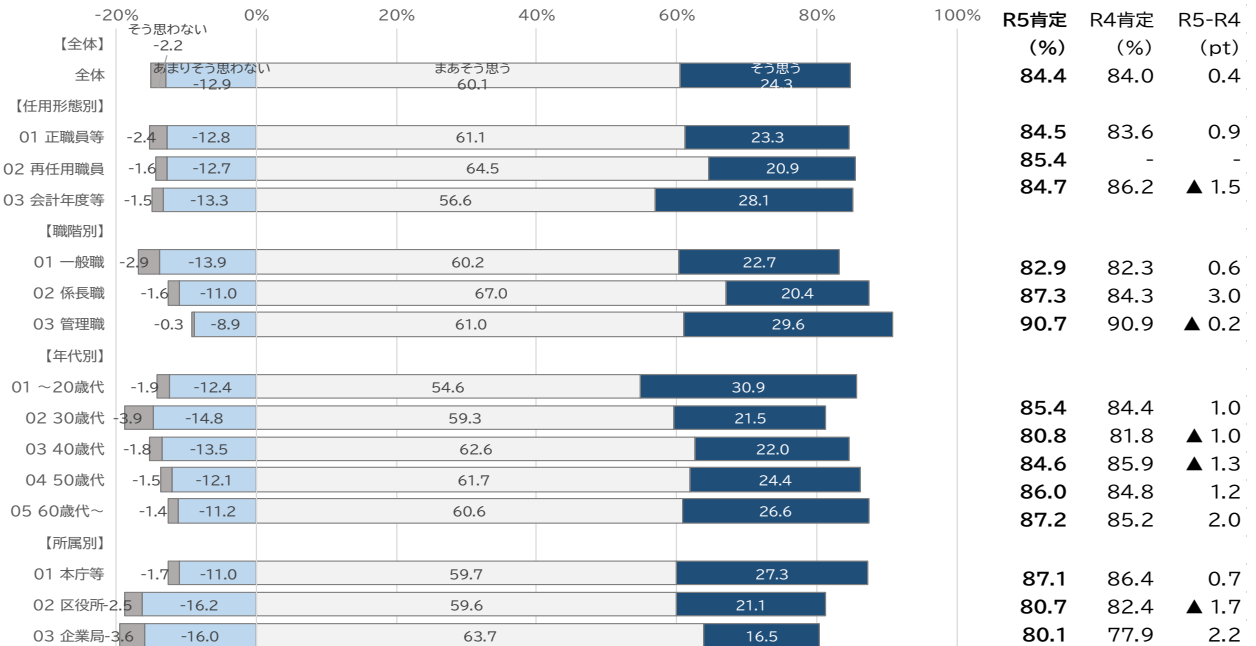 -20% 0% 20% 40% 60% 80% 100% R5肯定 R4肯定 R5-R4
そう思わない
【全体】 -2.2 (%) (%) (pt)
あまりそう思わない まあそう思う そう思う
全体 -12.9 60.1 24.3 84.4 84.0 0.4
【任用形態別】
01 正職員等 -2.4 -12.8 61.1 23.3 84.5 83.6 0.9
02 再任用職員 -1.6 -12.7 64.5 20.9 85.4 - -
03 会計年度等 -1.5 -13.3 56.6 28.1 84.7 86.2 ▲ 1.5
【職階別】
01 一般職 -2.9 -13.9 60.2 22.7 82.9 82.3 0.6
02 係長職 -1.6 -11.0 67.0 20.4 87.3 84.3 3.0
03 管理職 -0.3 -8.9 61.0 29.6 90.7 90.9 ▲ 0.2
【年代別】
01 ～20歳代 -1.9 -12.4 54.6 30.9 85.4 84.4 1.0
02 30歳代 -3.9 -14.8 59.3 21.5 80.8 81.8 ▲ 1.0
03 40歳代 -1.8 -13.5 62.6 22.0 84.6 85.9 ▲ 1.3
04 50歳代 -1.5 -12.1 61.7 24.4 86.0 84.8 1.2
05 60歳代～ -1.4 -11.2 60.6 26.6 87.2 85.2 2.0
【所属別】
01 本庁等 -1.7 -11.0 59.7 27.3 87.1 86.4 0.7
02 区役所 -2.5 -16.2 59.6 21.1 80.7 82.4 ▲ 1.7
03 企業局 -3.6 -16.0 63.7 16.5 80.1 77.9 2.2